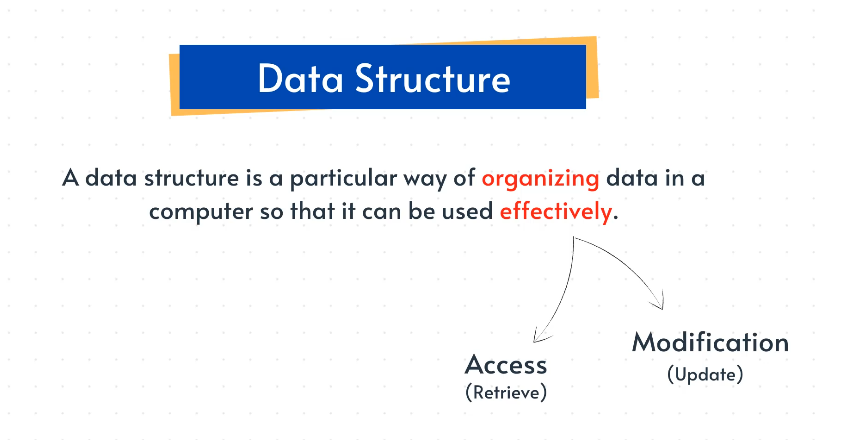 Data Structure
A data structure is a particular way of organizing data in a
computer so that it can be used effectively.
Access
(Retrieve)
Modification
(Update)